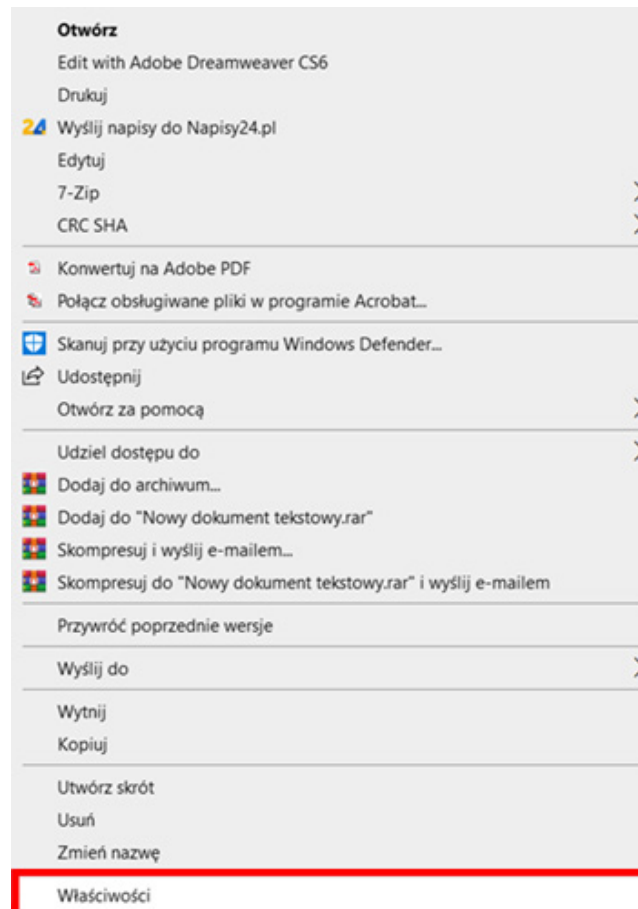 Otwórz
Edit with Adobe Dreamweaver CS6
Drukuj
24 Wyślij napisy do Napisy24.pl
Edytuj
7-Zip
CRC SHA
Konwertuj na Adobe PDF
Połącz obsługiwane pliki w programie Acrobat...
Skanuj przy użyciu programu Windows Defender...
Udostępnij
Otwórz za pomocą
Udziel dostępu do
Dodaj do archiwum...
Dodaj do "Nowy dokument tekstowy.rar"
Skompresuj i wyślij e-mailem...
Skompresuj do "Nowy dokument tekstowy.rar" i wyślij e-mailem
Przywróć poprzednie wersje
Wyślij do
Wytnij
Kopiuj
Utwórz skrót
Usuń
Zmień nazwę
Właściwości